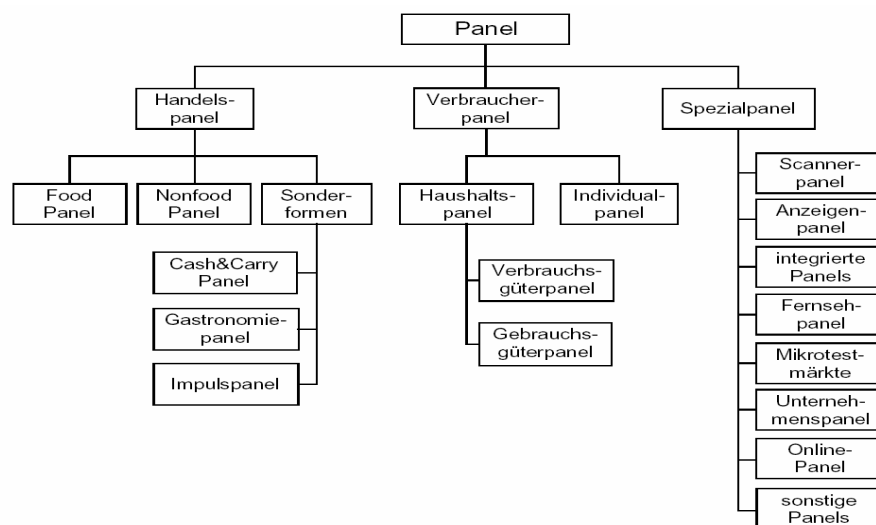 Panel
Handels-
panel
Verbraucher-
panel
Spezialpanel
Food
Panel
Nonfood
Panel
Sonder-
formen
Cash&Carry
Panel
Gastronomie-
panel
Impulspanel
Haushalts-
panel
Individual-
panel
Verbrauchs-
güterpanel
Gebrauchs-
güterpanel
Scanner-
panel
Anzeigen-
panel
integrierte
Panels
Fernseh-
panel
Mikrotest-
märkte
Unterneh-
menspanel
Online-
Panel
sonstige
Panels